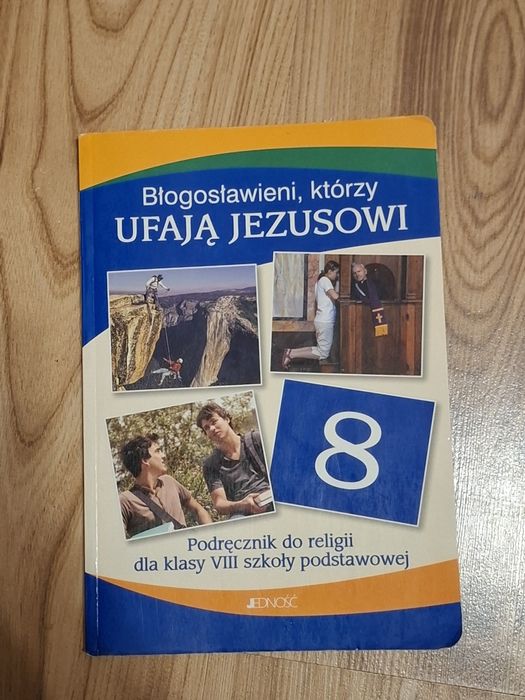 Błogosławieni, którzy
UFAJĄ JEZUSOWI
8
Podręcznik do religii
dla klasy VIII szkoły podstawowej
JEDNOŚĆ